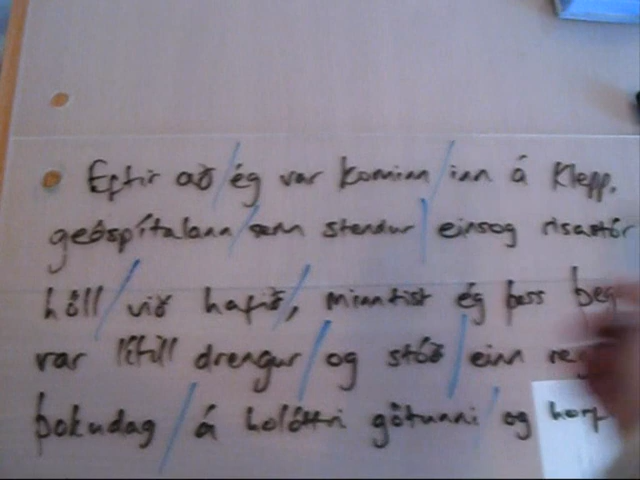 Eftir að / ég var kominn / inn á Klepp,
geðspítalann / sem stendur / einsog risastór
höll / við hafið /, minntist ég þess
var lítill drengur / og stóð / einn
þokudag / á holóttri götunni / og